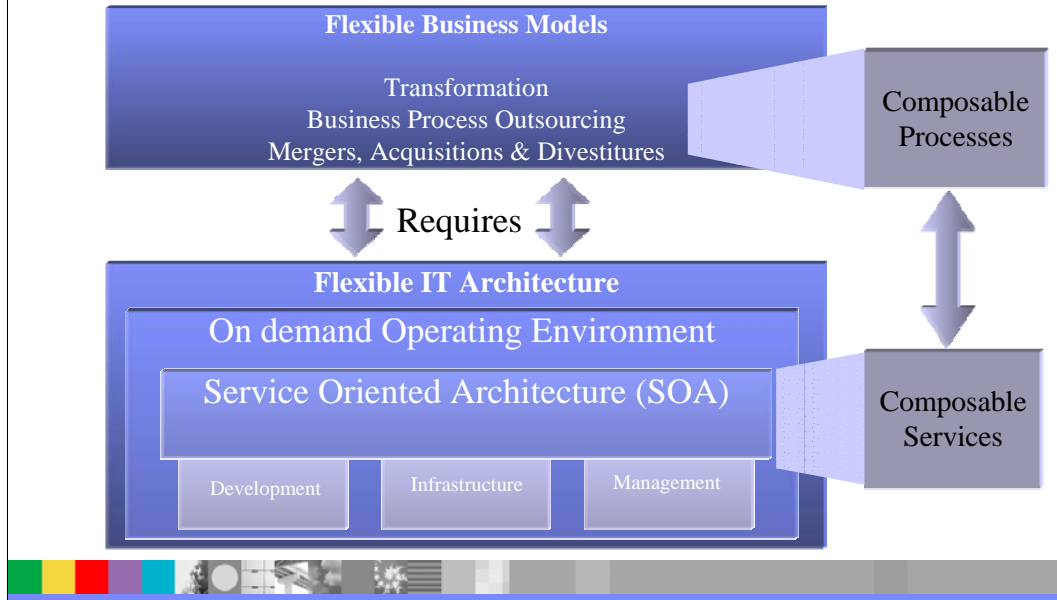 Flexible Business Models
Transformation
Business Process Outsourcing
Mergers, Acquisitions & Divestitures
Composable
Processes
Requires
Flexible IT Architecture
On demand Operating Environment
Service Oriented Architecture (SOA)
Composable
Services
Development
Infrastructure
Management